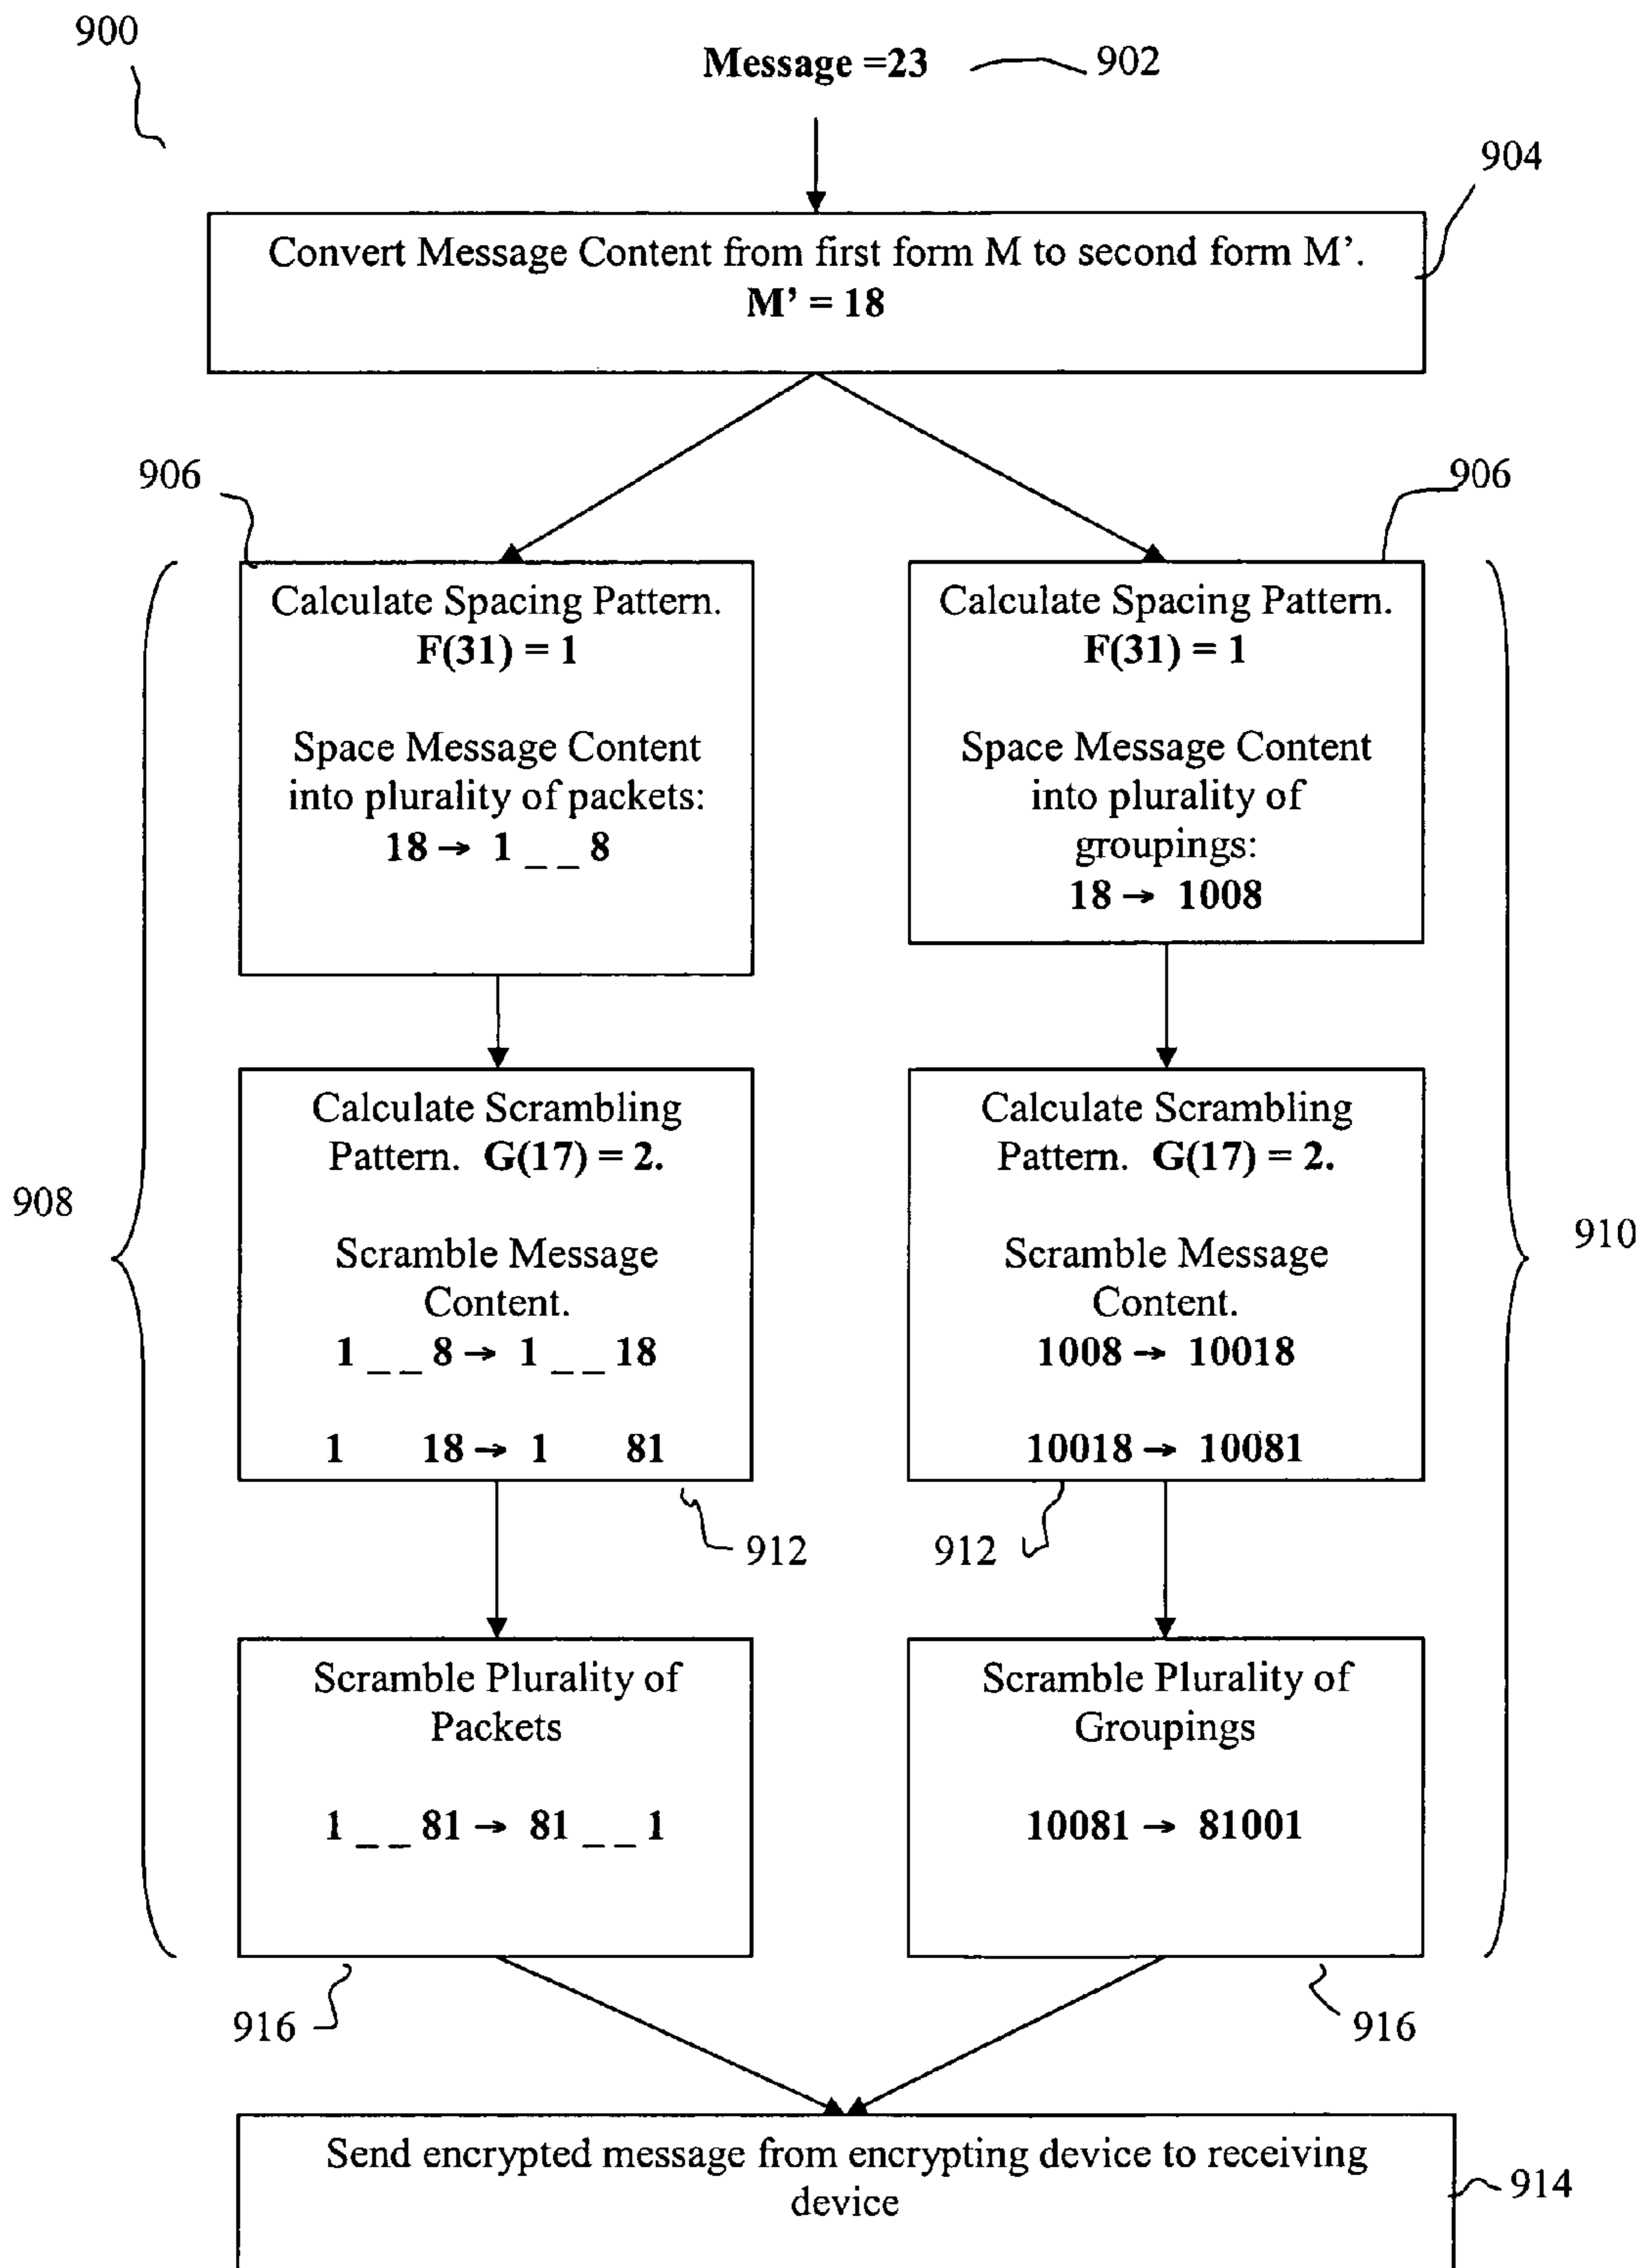 900
Message =23
902
904
Convert Message Content from first form M to second form M’.
M’ = 18
906
906
Calculate Spacing Pattern.
F(31) = 1
Space Message Content
into plurality of packets:
18 → 1 _ _ 8
Calculate Spacing Pattern.
F(31) = 1
Space Message Content
into plurality of
groupings:
18 → 1008
908
910
Calculate Scrambling
Pattern. G(17) = 2.
Scramble Message
Content.
1 _ _ 8 → 1 _ _ 18
1 18 → 1 81
Calculate Scrambling
Pattern. G(17) = 2.
Scramble Message
Content.
1008 → 10018
10018 → 10081
912
912
Scramble Plurality of
Packets
1 _ _ 81 → 81 _ _ 1
Scramble Plurality of
Groupings
10081 → 81001
916
916
Send encrypted message from encrypting device to receiving
device
914